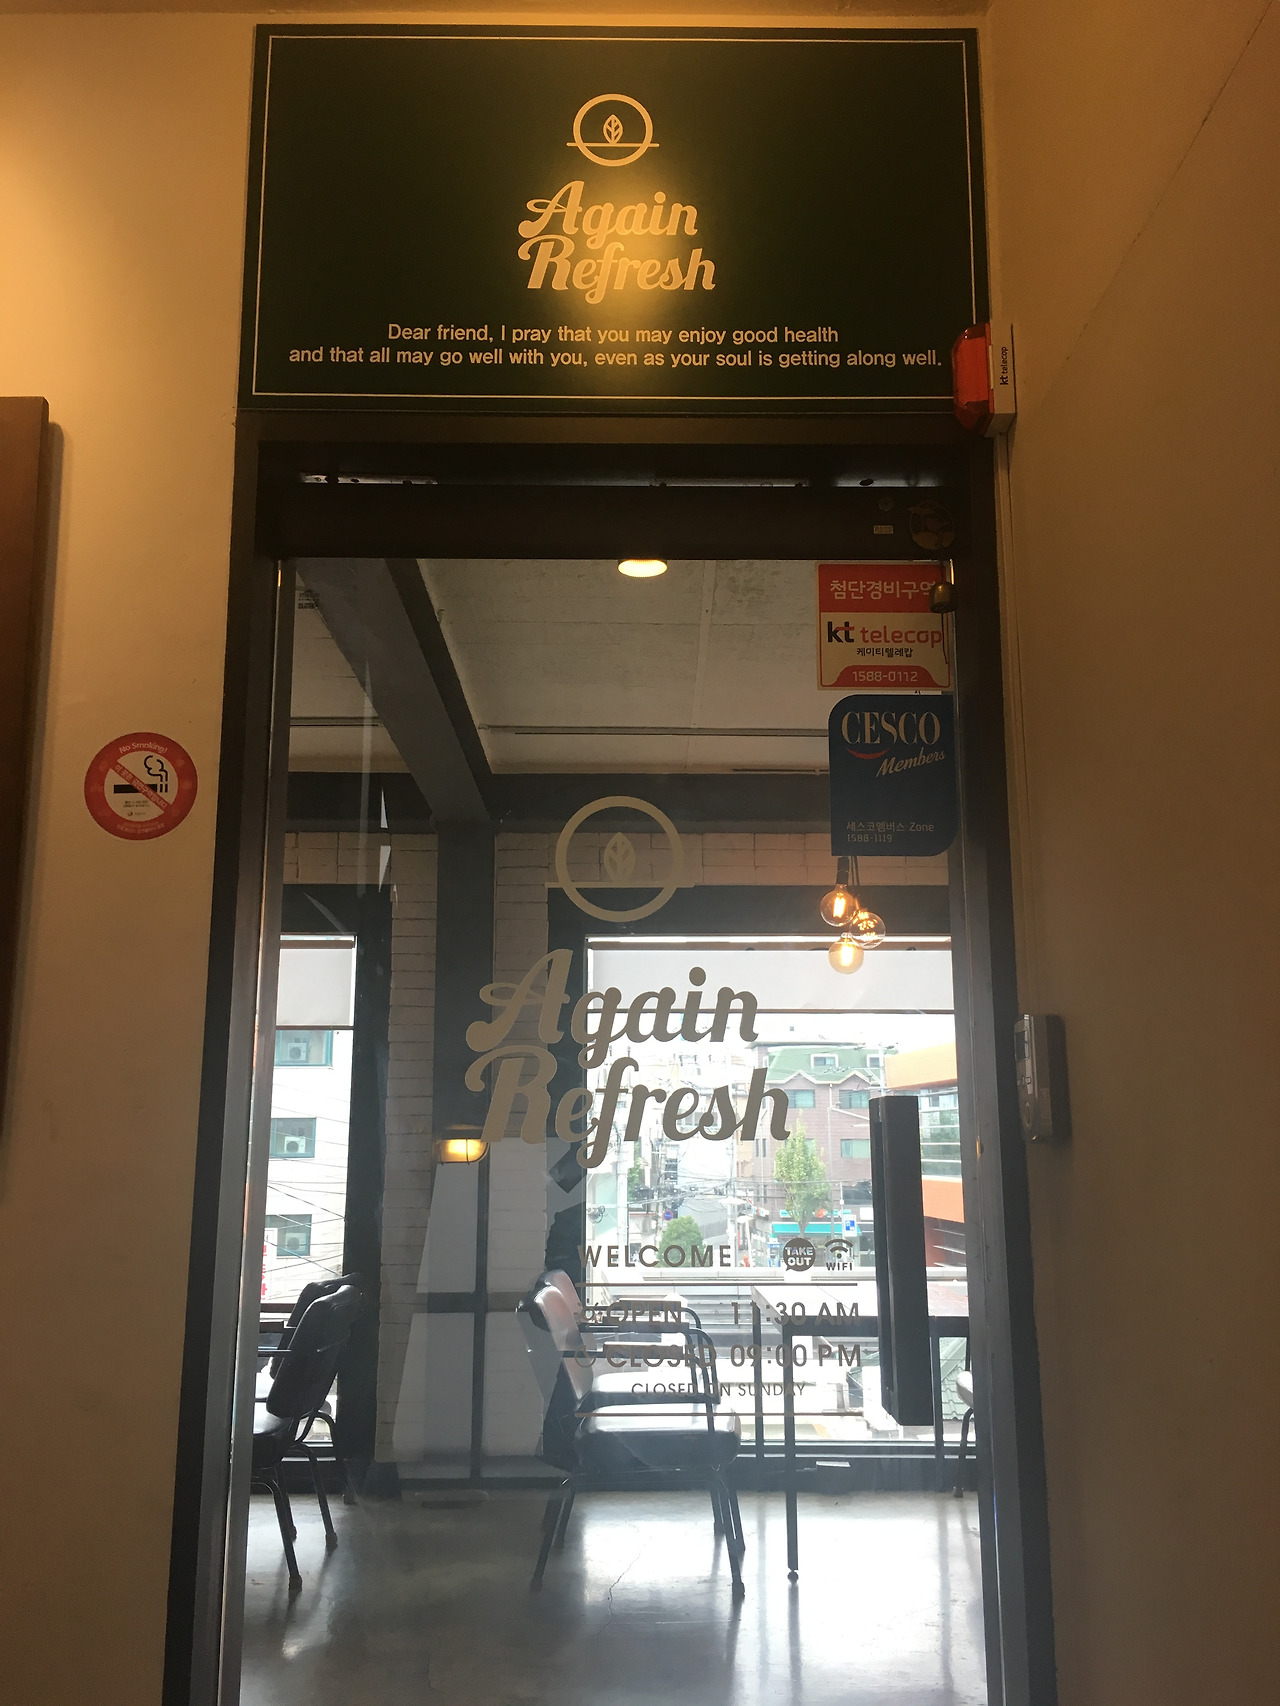 Again
Refresh
Dear friend, I pray that you may enjoy good health
and that all may go well with you, even as your soul is getting along well.
kt telecop
첨단경비구역
kt telecop
케이티텔레캅
1588-0112
CESCO
Members
세스코멤버스 Zone
1588-1119
No Smoking!
Again
Refresh
WELCOME
TAKE
OUT
WIFI
OPEN 11:30 AM
CLOSED 09:00 PM
CLOSED ON SUNDAY